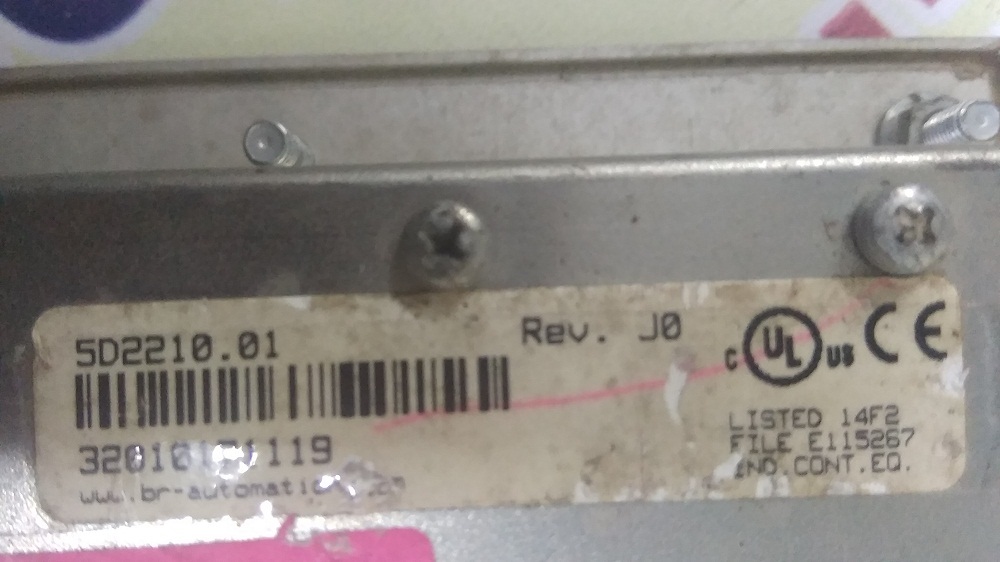 5D2210.01
Rev. J0
C UL US CE
LISTED 14F2
FILE E115267
IND.CONT.EQ.